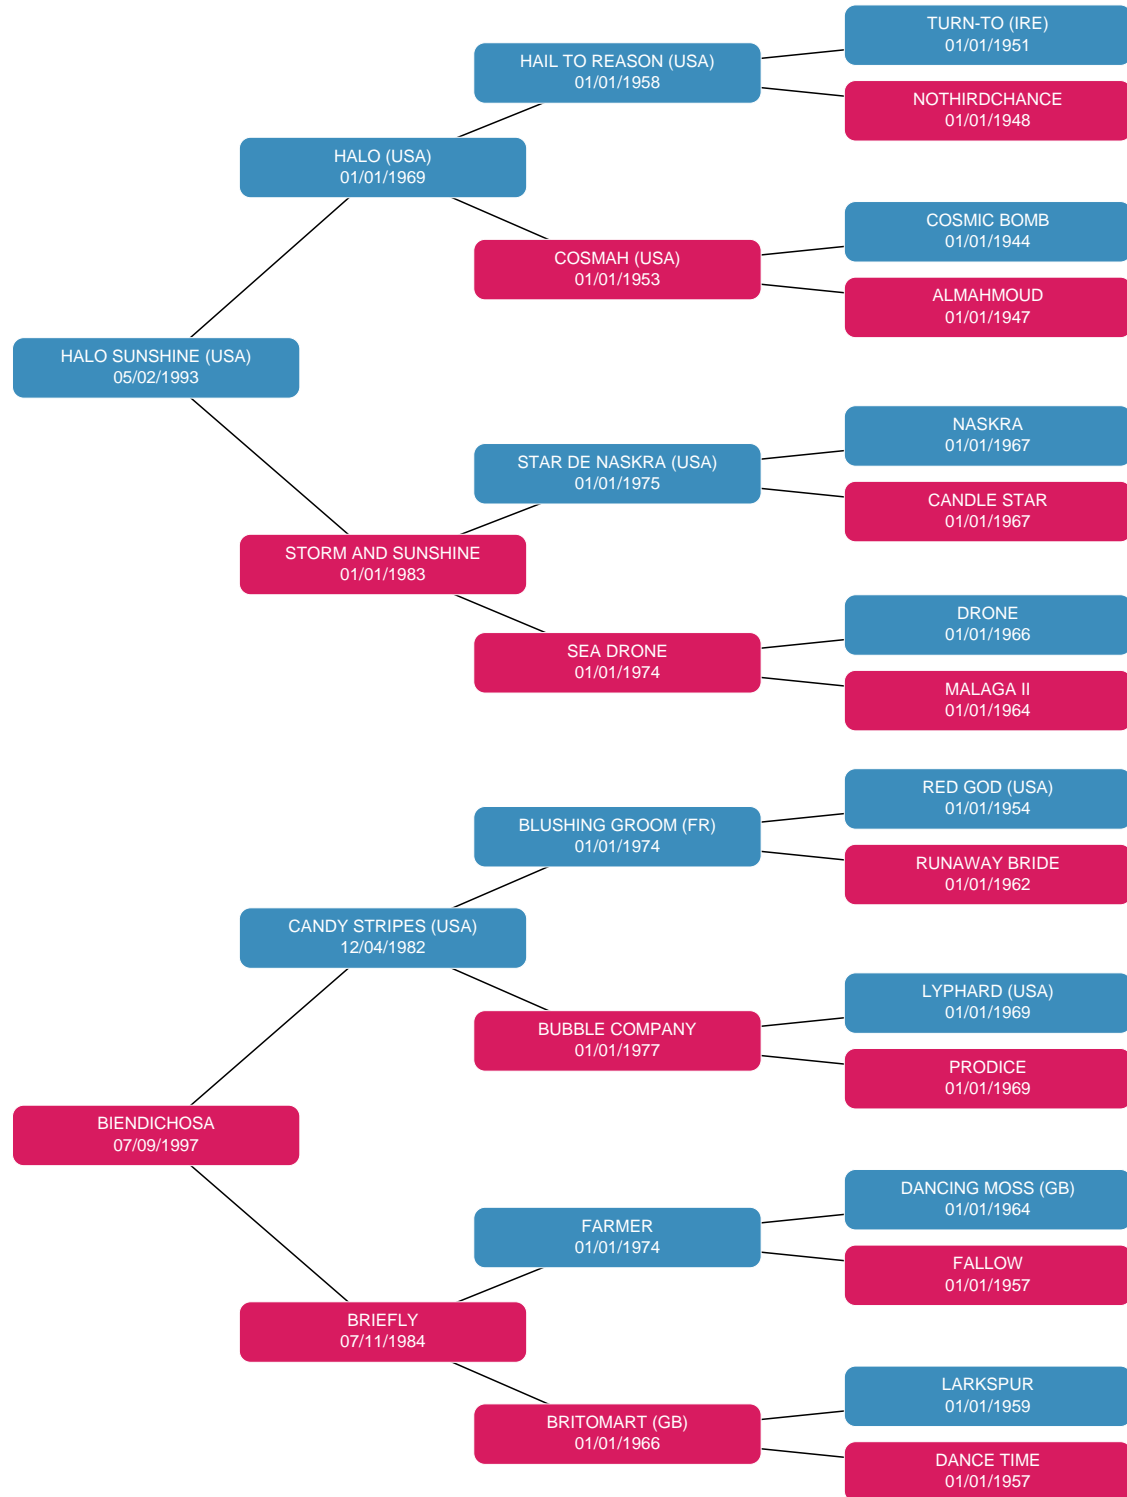 TURN-TO (IRE)
01/01/1951
HAIL TO REASON (USA)
01/01/1958
NOTHIRDCHANCE
01/01/1948
HALO (USA)
01/01/1969
COSMIC BOMB
01/01/1944
COSMAH (USA)
01/01/1953
ALMAHMOUD
01/01/1947
HALO SUNSHINE (USA)
05/02/1993
NASKRA
01/01/1967
STAR DE NASKRA (USA)
01/01/1975
CANDLE STAR
01/01/1967
STORM AND SUNSHINE
01/01/1983
DRONE
01/01/1966
SEA DRONE
01/01/1974
MALAGA II
01/01/1964
RED GOD (USA)
01/01/1954
BLUSHING GROOM (FR)
01/01/1974
RUNAWAY BRIDE
01/01/1962
CANDY STRIPES (USA)
12/04/1982
LYPHARD (USA)
01/01/1969
BUBBLE COMPANY
01/01/1977
PRODICE
01/01/1969
BIENDICHOSA
07/09/1997
DANCING MOSS (GB)
01/01/1964
FARMER
01/01/1974
FALLOW
01/01/1957
BRIEFLY
07/11/1984
LARKSPUR
01/01/1959
BRITOMART (GB)
01/01/1966
DANCE TIME
01/01/1957